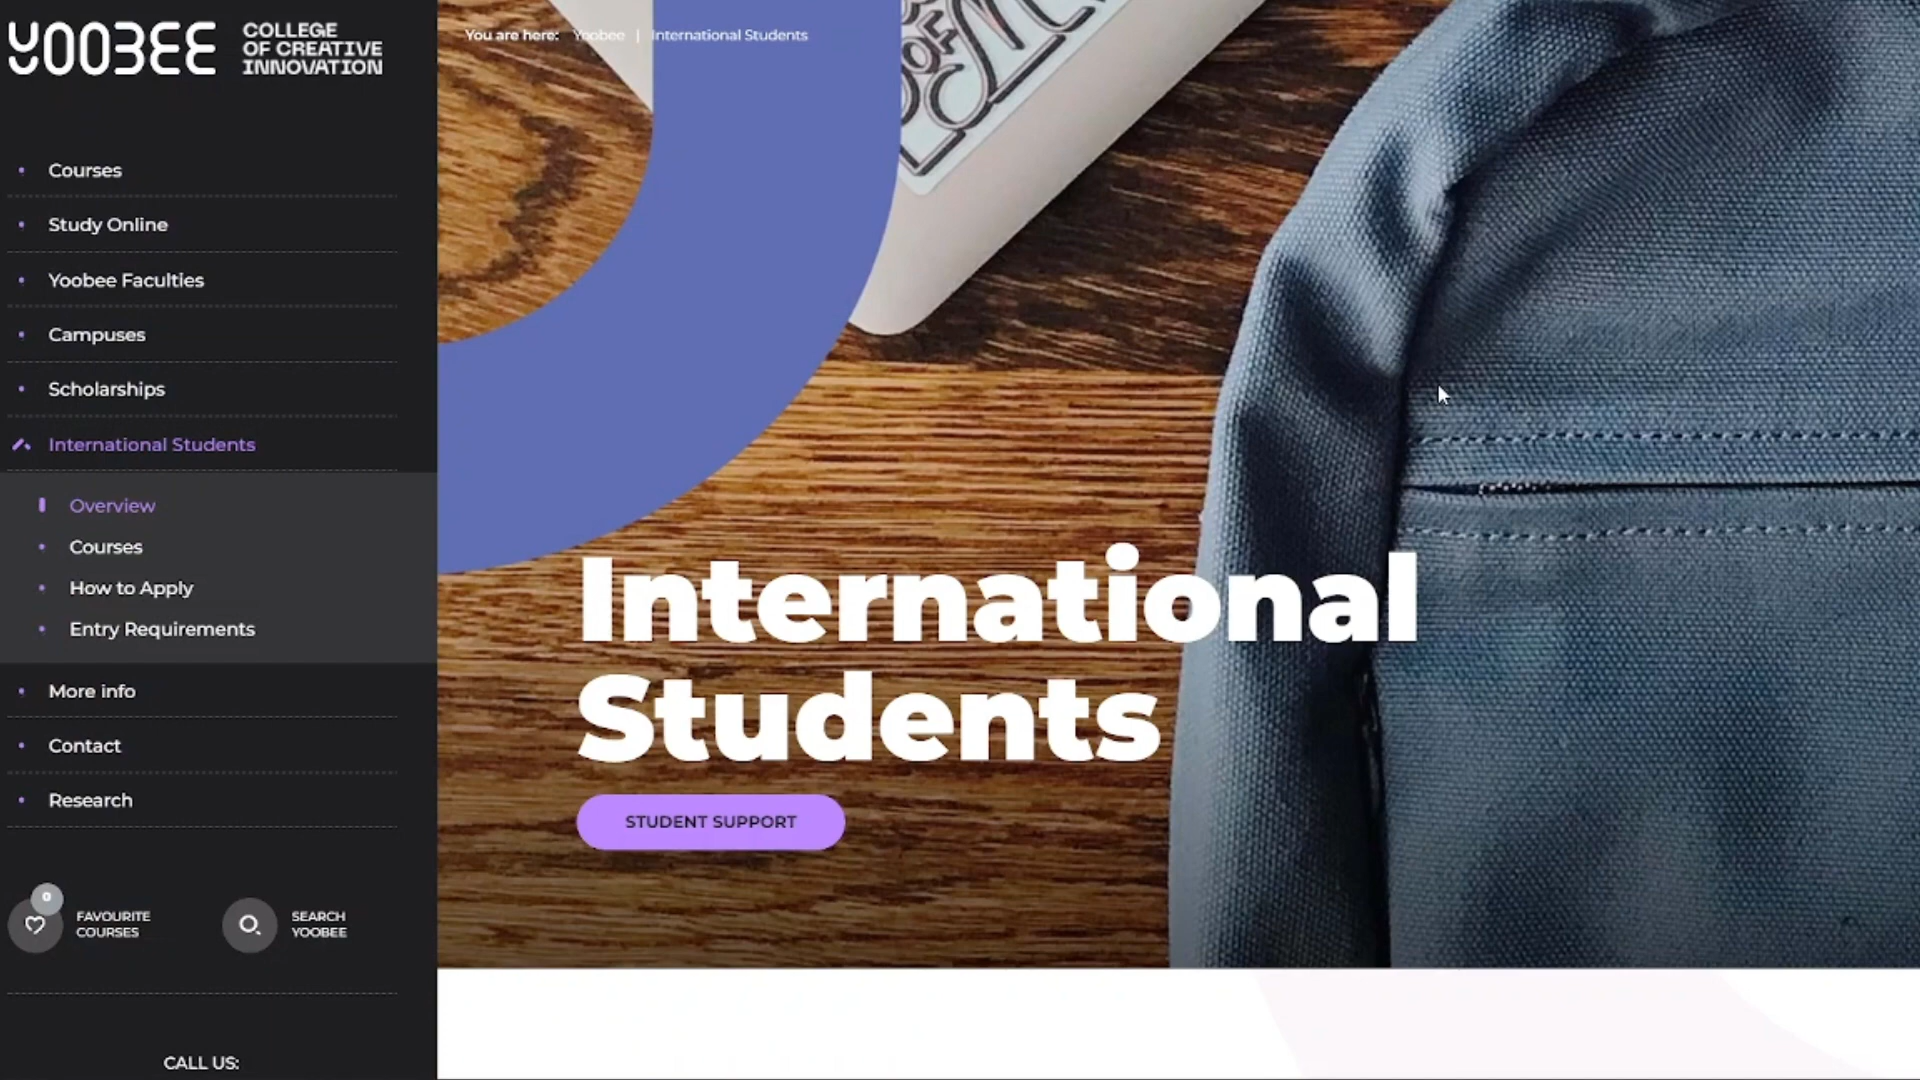 YOOBEE
COLLEGE
OF CREATIVE
INNOVATION
Courses
Study Online
Yoobee Faculties
Campuses
Scholarships
International Students
Overview
Courses
How to Apply
Entry Requirements
More info
Contact
Research
0
FAVOURITE
COURSES
SEARCH
YOOBEE
CALL US:
You are here: Yoobee | International Students
OF
International
Students
STUDENT SUPPORT